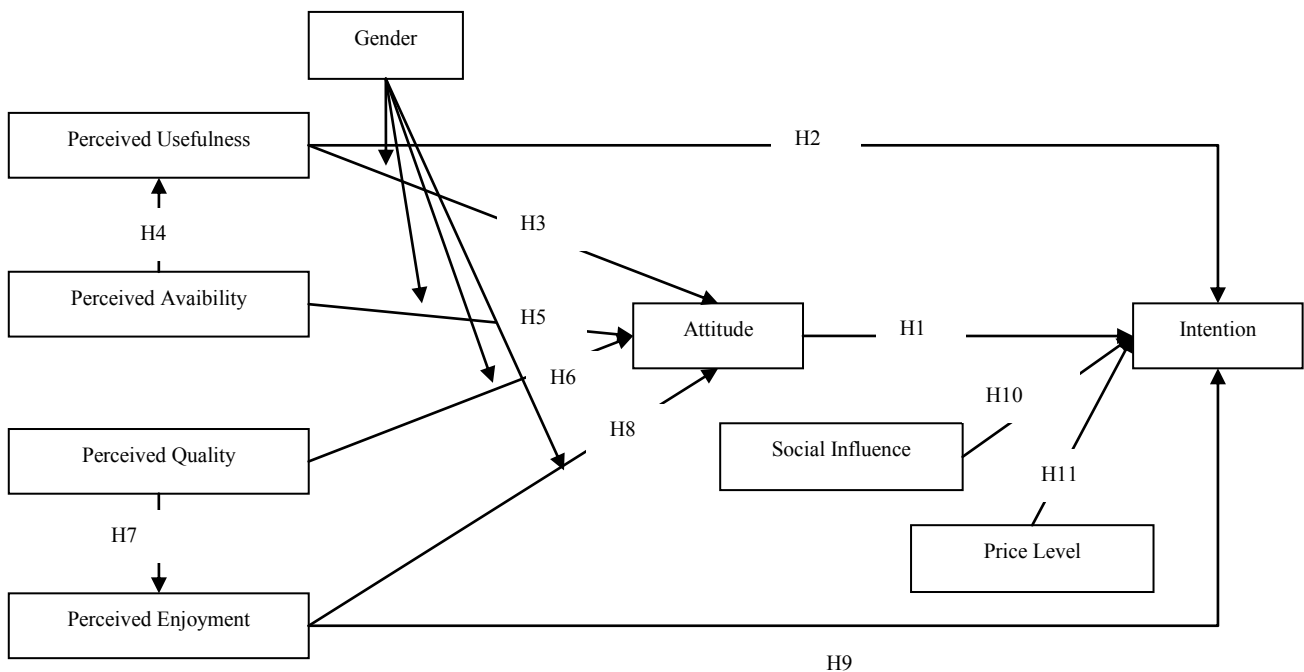 Gender
Perceived Usefulness
H2
H3
H4
Perceived Avaibility
H5
Attitude
H1
Intention
H6
H10
H8
Perceived Quality
Social Influence
H11
H7
Price Level
Perceived Enjoyment
H9